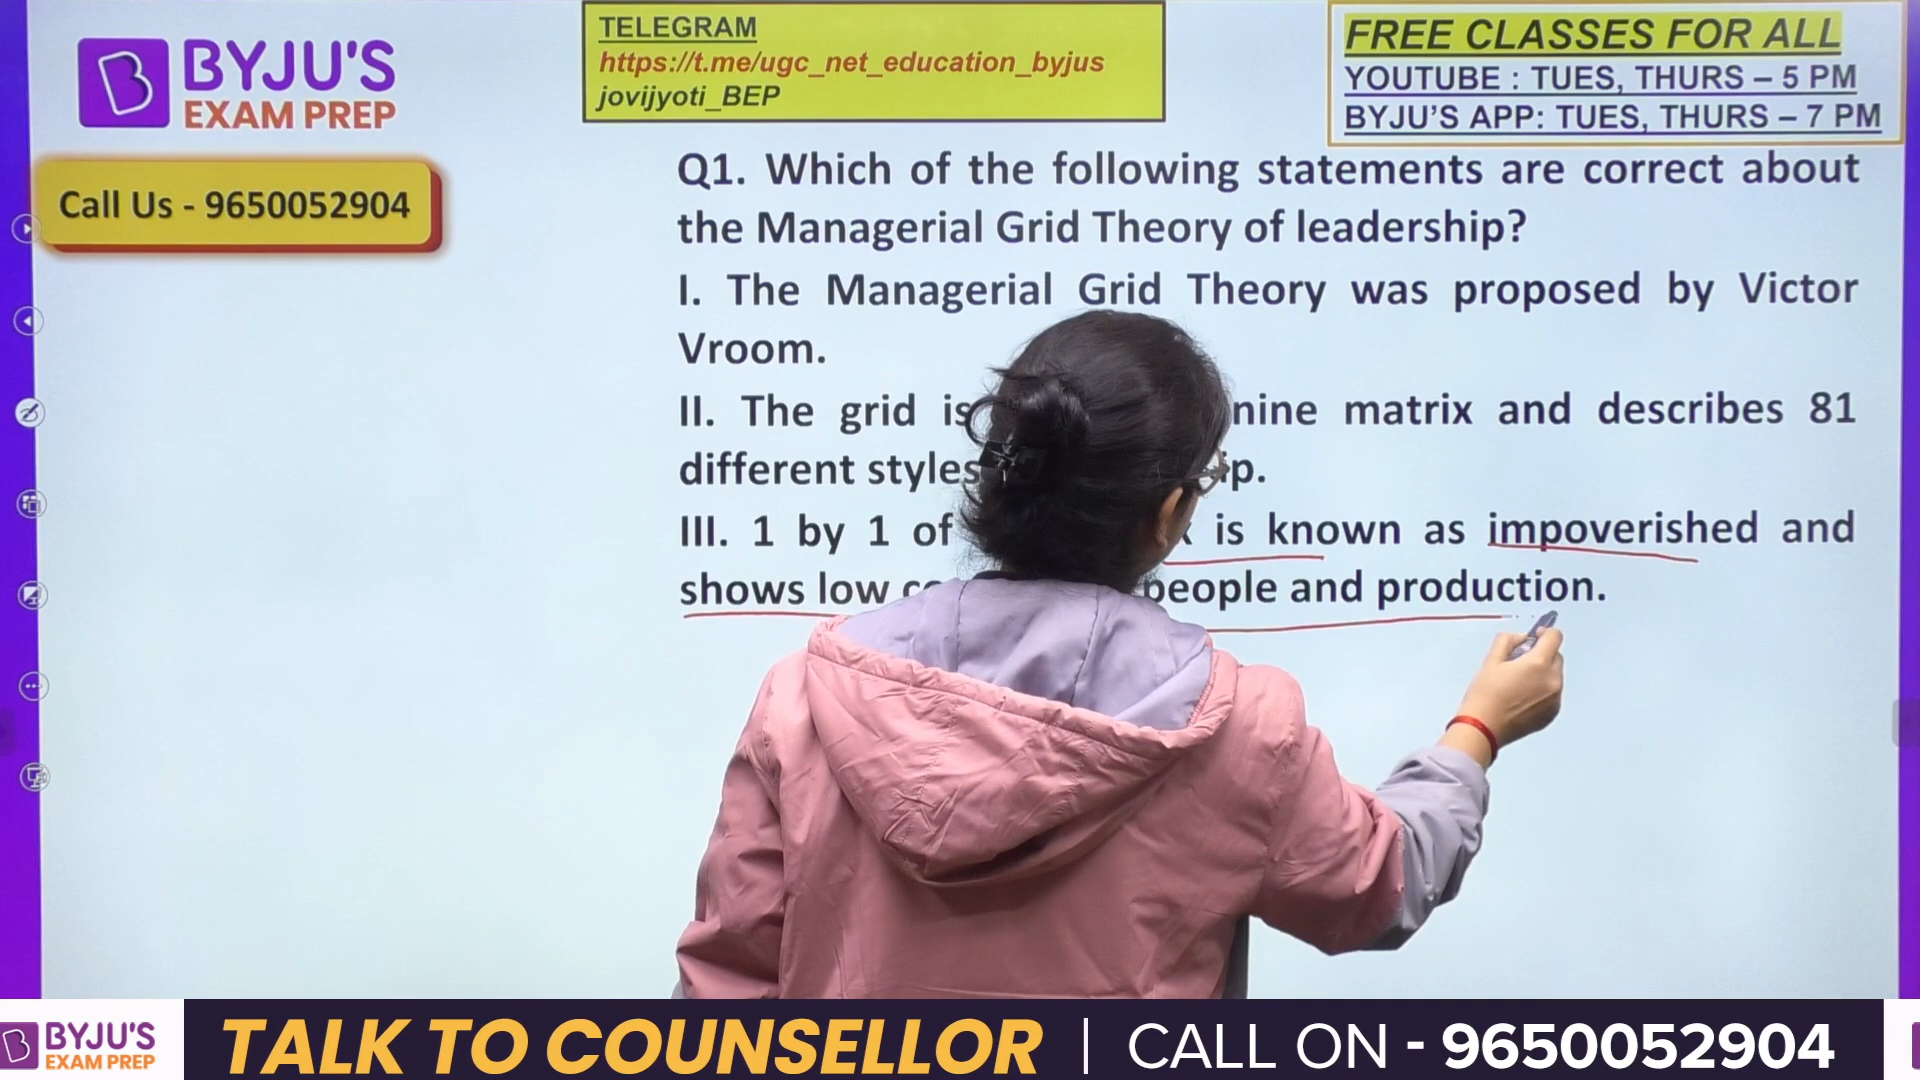 BYJU'S
EXAM PREP
TELEGRAM
https://t.me/ugc_net_education_byjus
jovijyoti_BEP
FREE CLASSES FOR ALL
YOUTUBE : TUES, THURS – 5 PM
BYJU'S APP: TUES, THURS – 7 PM
Call Us - 9650052904
Q1. Which of the following statements are correct about
the Managerial Grid Theory of leadership?
I. The Managerial Grid Theory was proposed by Victor
Vroom.
II. The grid is nine matrix and describes 81
different styles
III. 1 by 1 of is known as impoverished and
shows low people and production.
BYJU'S
EXAM PREP
TALK TO COUNSELLOR | CALL ON - 9650052904